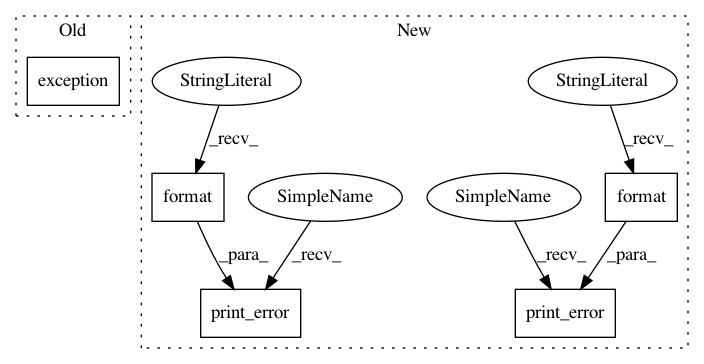 Old
New
exception
StringLiteral
StringLiteral
_recv_
_recv_
format
SimpleName
SimpleName
format
_para_
_recv_
_recv_
_para_
print_error
print_error